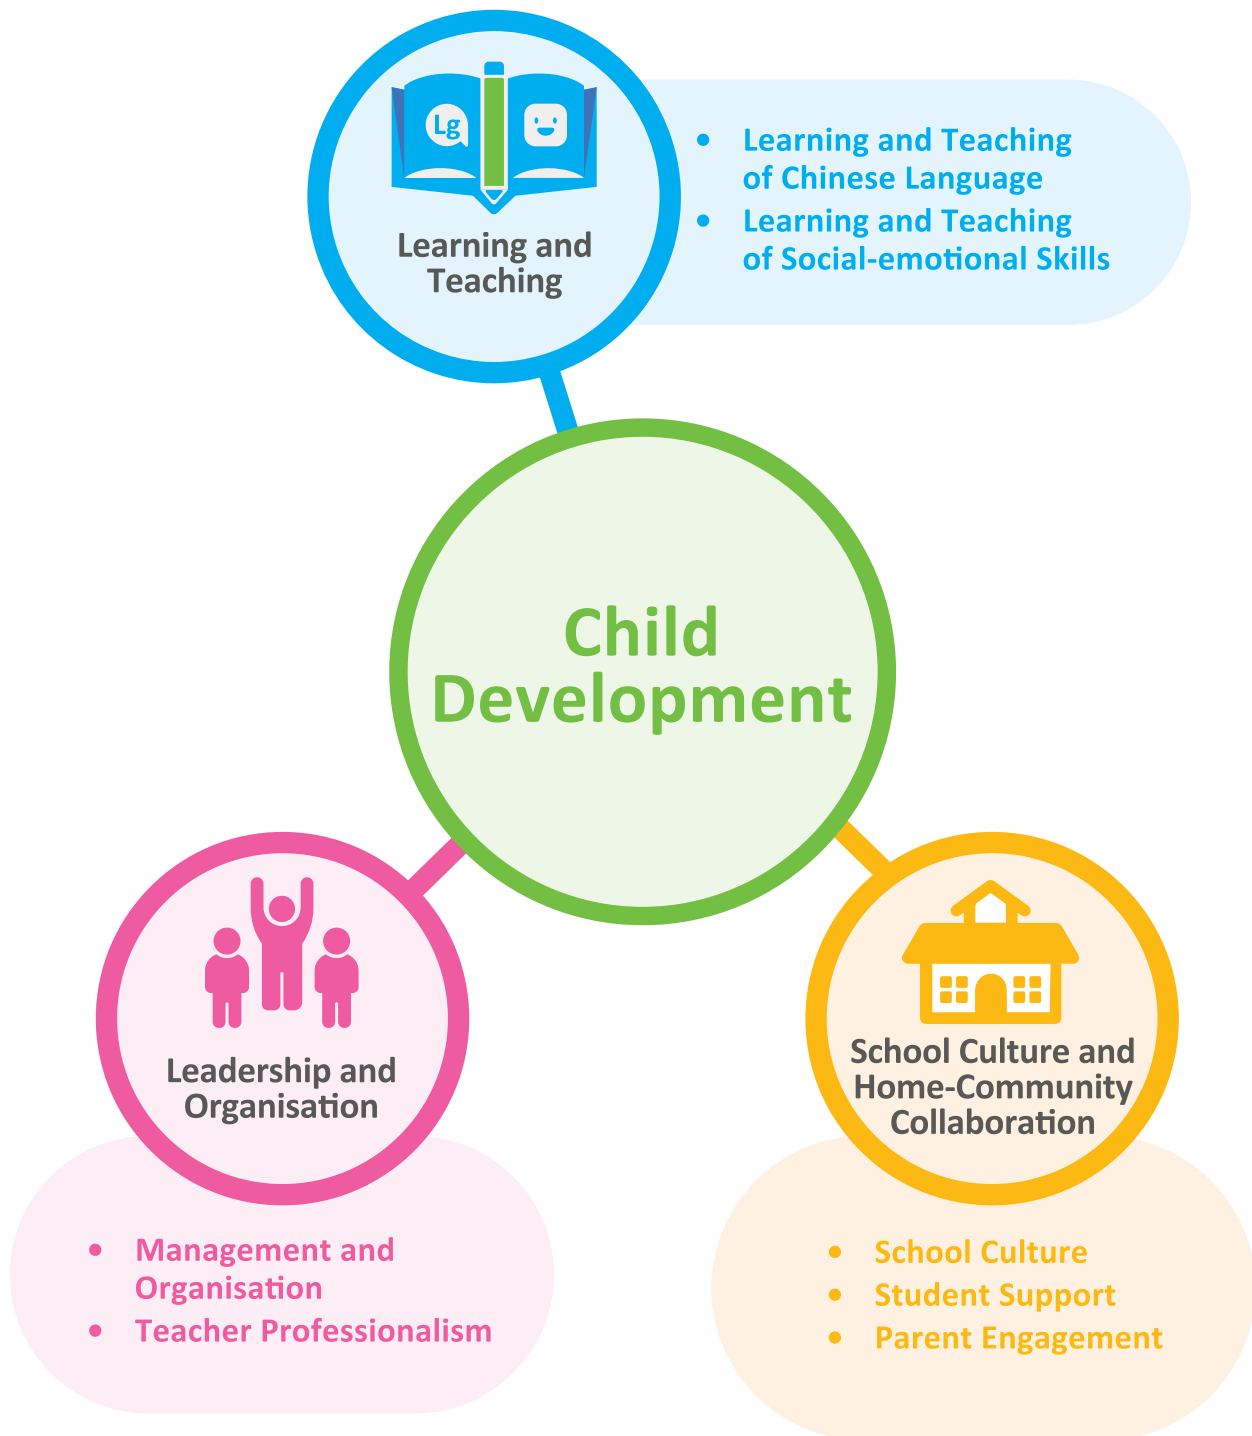 Lg
Learning and
Teaching
• Learning and Teaching
of Chinese Language
• Learning and Teaching
of Social-emotional Skills
Child
Development
Leadership and
Organisation
• Management and
Organisation
• Teacher Professionalism
School Culture and
Home-Community
Collaboration
• School Culture
• Student Support
• Parent Engagement